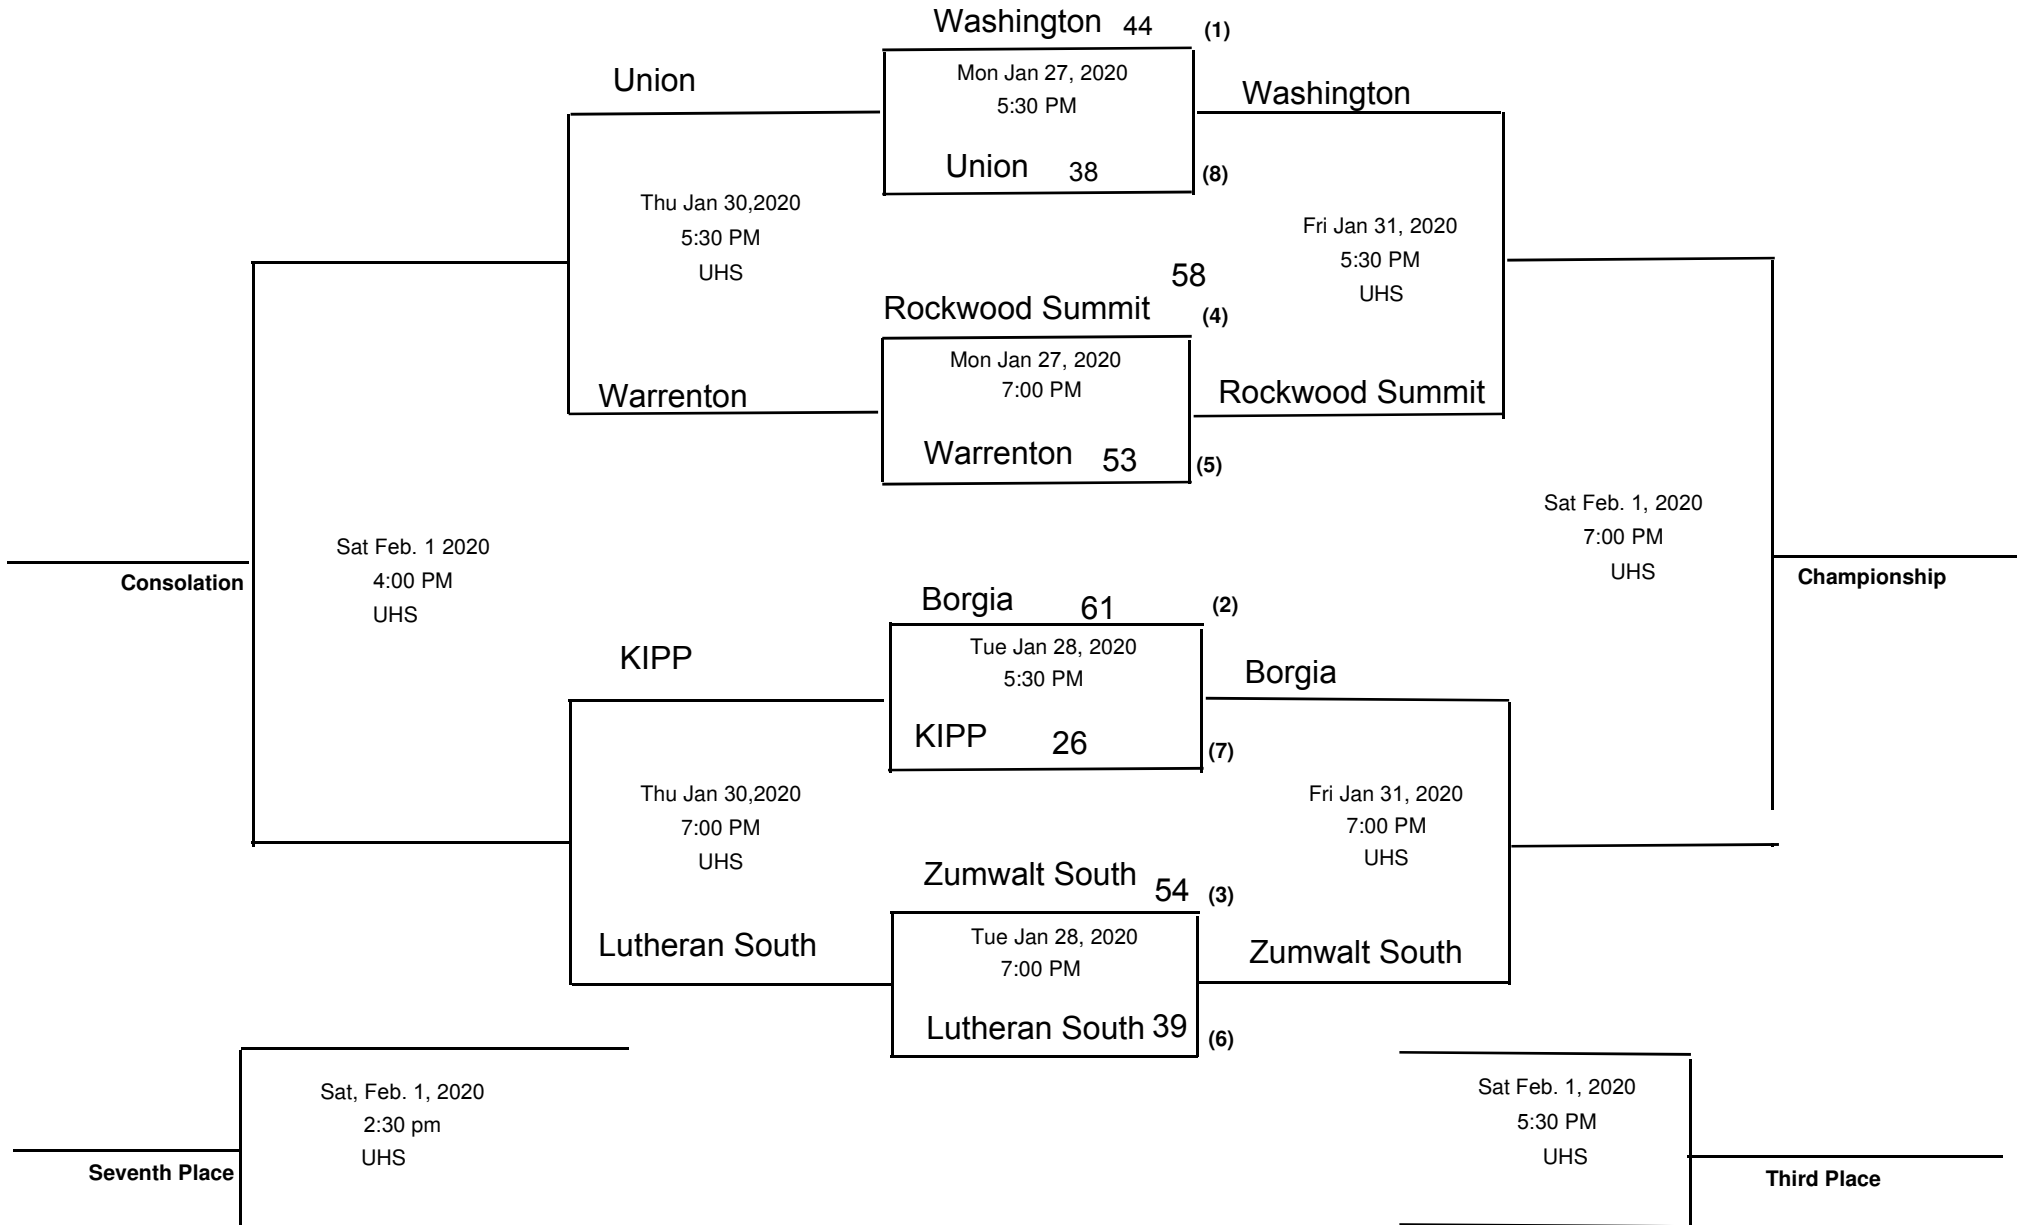 Washington 44 (1)
Mon Jan 27, 2020
5:30 PM
Union 38 (8)
Union
Washington
Thu Jan 30,2020
5:30 PM
UHS
Fri Jan 31, 2020
5:30 PM
UHS
58
Rockwood Summit (4)
Mon Jan 27, 2020
7:00 PM
Warrenton 53 (5)
Warrenton
Rockwood Summit
Sat Feb. 1 2020
4:00 PM
UHS
Consolation
Sat Feb. 1, 2020
7:00 PM
UHS
Championship
Borgia 61 (2)
Tue Jan 28, 2020
5:30 PM
KIPP 26 (7)
KIPP
Borgia
Thu Jan 30,2020
7:00 PM
UHS
Fri Jan 31, 2020
7:00 PM
UHS
Zumwalt South 54 (3)
Tue Jan 28, 2020
7:00 PM
Lutheran South 39 (6)
Lutheran South
Zumwalt South
Sat, Feb. 1, 2020
2:30 pm
UHS
Seventh Place
Sat Feb. 1, 2020
5:30 PM
UHS
Third Place